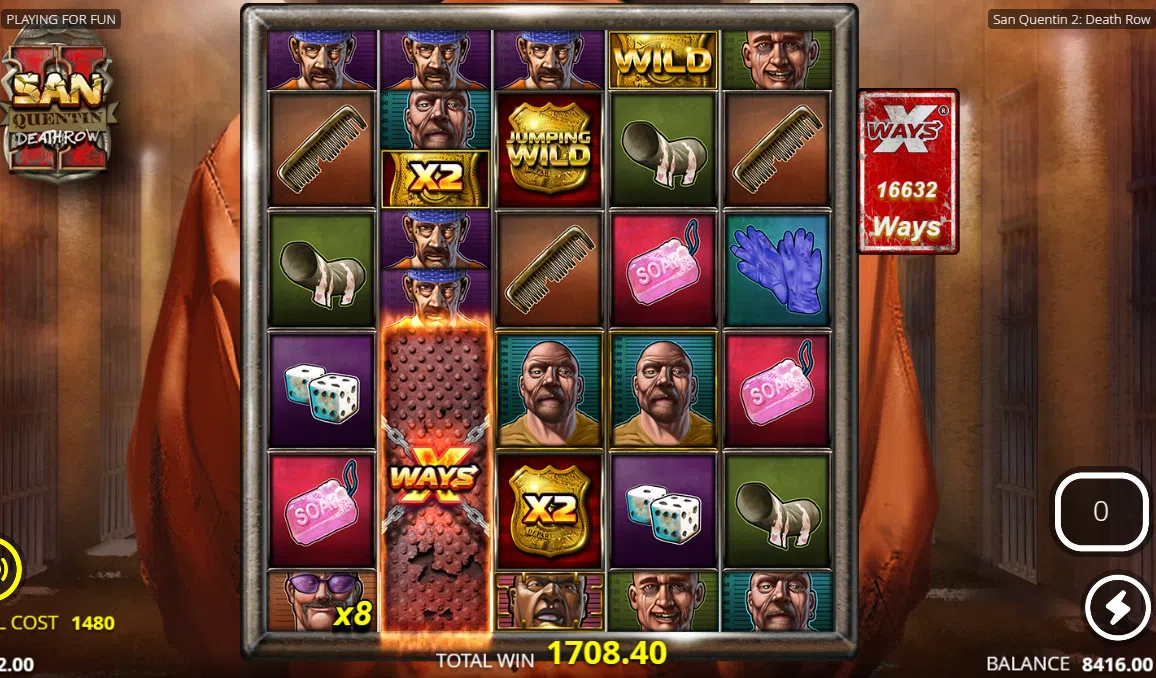 PLAYING FOR FUN
San Quentin 2: Death Row
SAN
QUENTIN
DEATH ROW
WILD
JUMPING
WILD
X2
X
WAYS®
16632
Ways
SOAP
SOAP
X
WAYS
SOAP
X2
0
x8
L COST 1480
2.00
TOTAL WIN 1708.40
BALANCE 8416.00